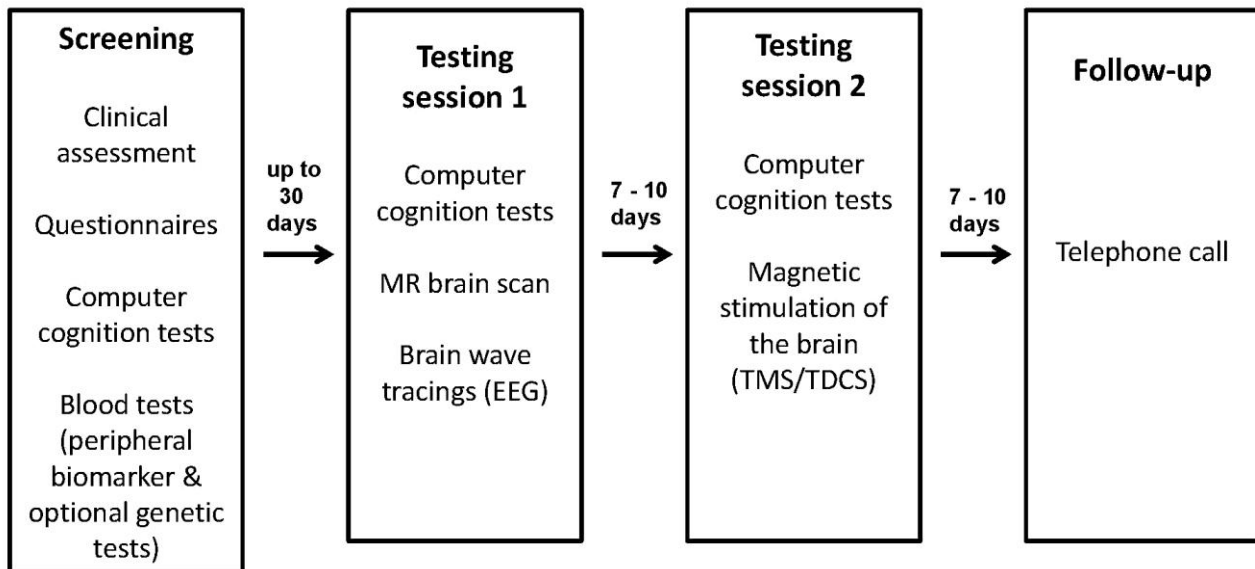 Screening
Clinical
assessment
Questionnaires
Computer
cognition tests
Blood tests
(peripheral
biomarker &
optional genetic
tests)
up to
30
days
Testing
session 1
Computer
cognition tests
MR brain scan
Brain wave
tracings (EEG)
7 - 10
days
Testing
session 2
Computer
cognition tests
Magnetic
stimulation of
the brain
(TMS/TDCS)
7 - 10
days
Follow-up
Telephone call